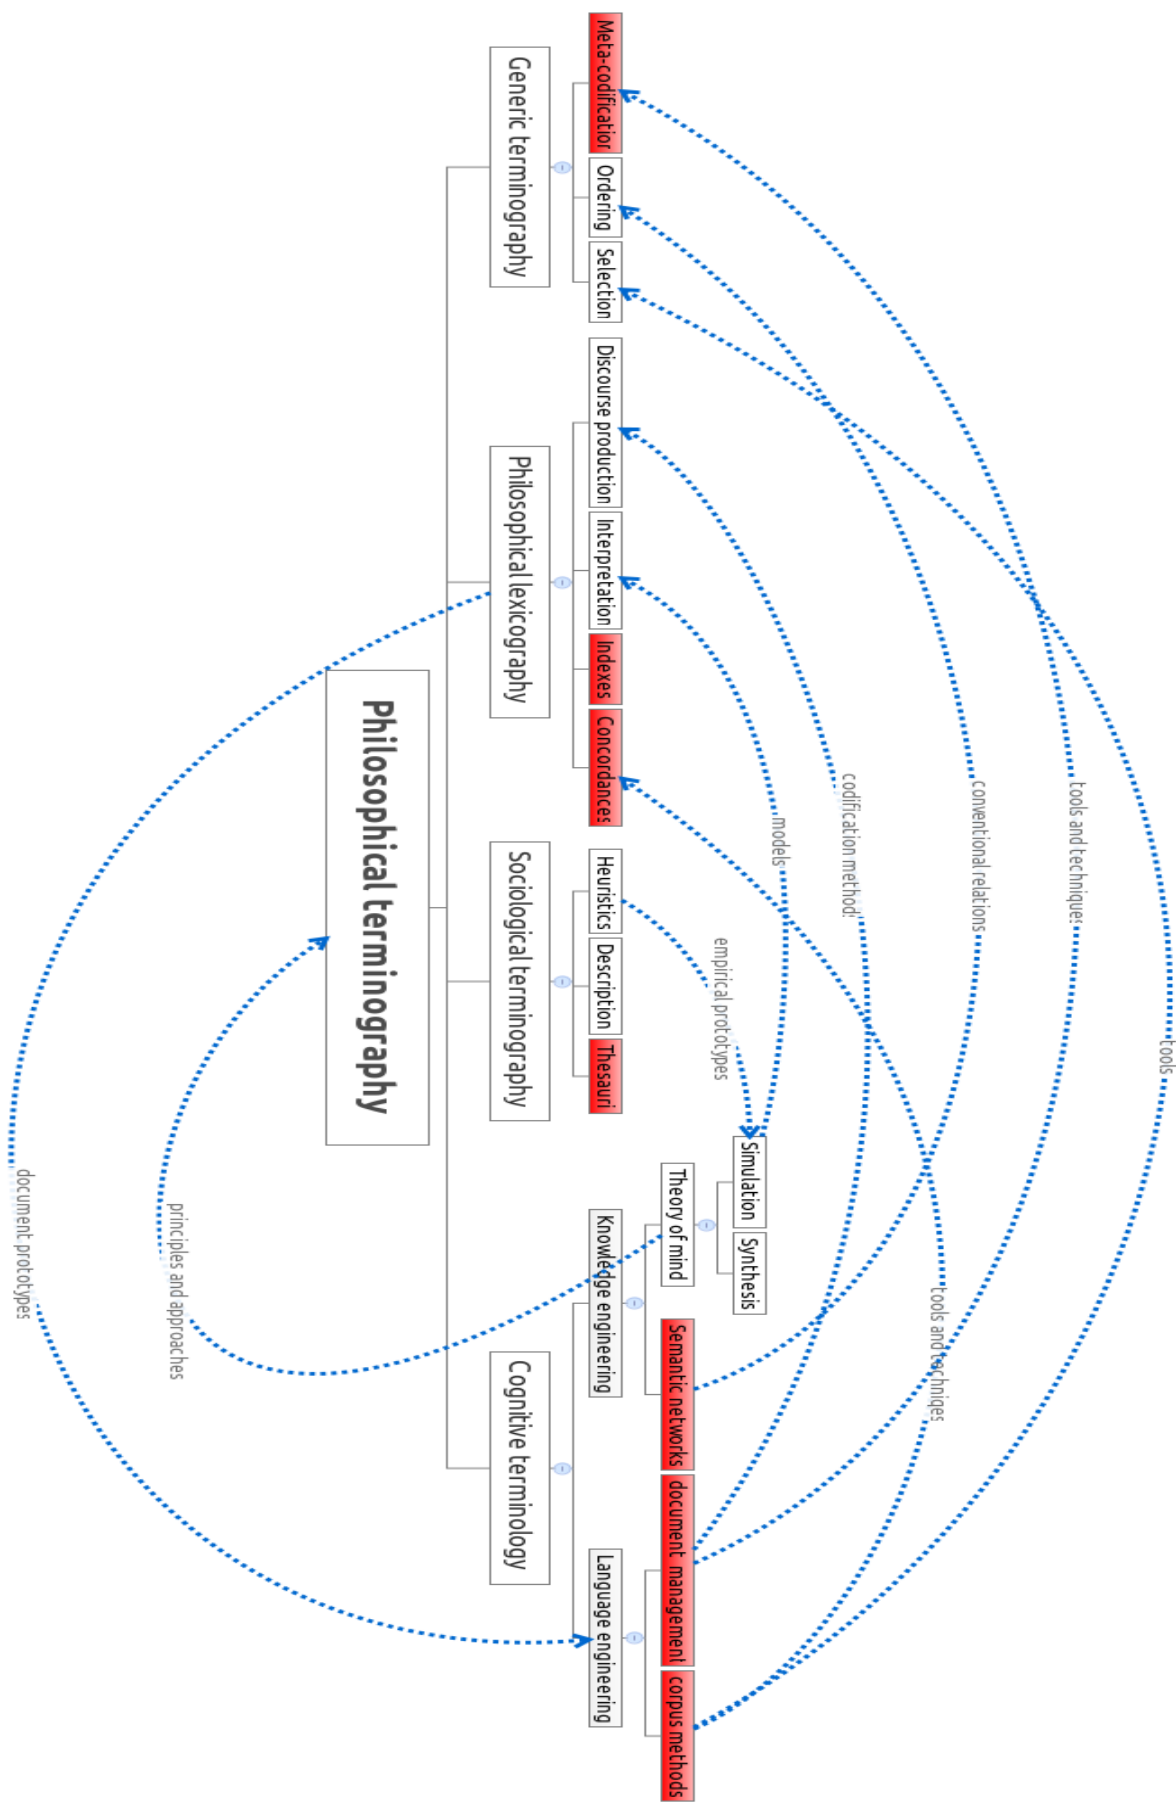 Philosophical terminography
Generic terminography
Meta-codification
Ordering
Selection
Philosophical lexicography
Discourse production
Interpretation
Indexes
Concordances
Sociological terminography
Heuristics
Description
Thesauri
Cognitive terminology
Knowledge engineering
Theory of mind
Simulation
Synthesis
Semantic networks
Language engineering
document management
corpus methods
tools
tools and techniques
conventional relations
codification method
models
empirical prototypes
tools and techniqes
principles and approaches
document prototypes